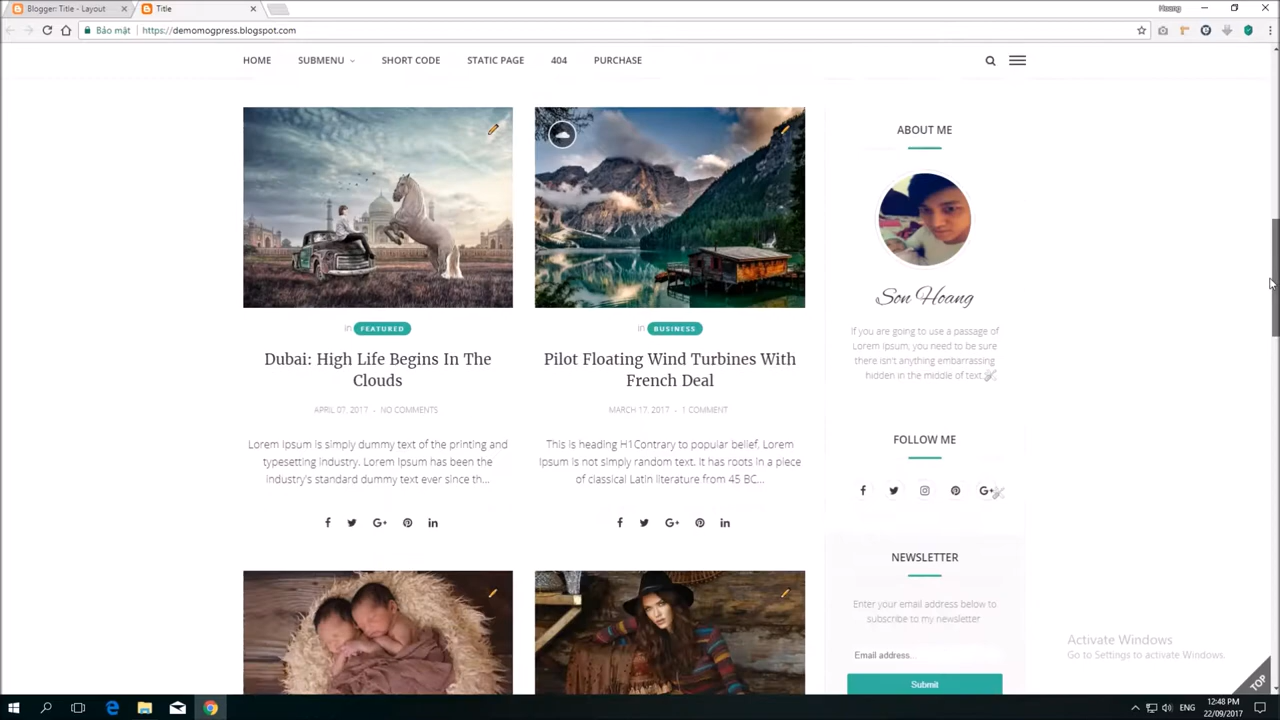 Blogger: Title - Layout
Title
Hoang
Bảo mật
https://demomogpress.blogspot.com
HOME
SUBMENU
SHORT CODE
STATIC PAGE
404
PURCHASE
in FEATURED
Dubai: High Life Begins In The
Clouds
APRIL 07, 2017 - NO COMMENTS
Lorem Ipsum is simply dummy text of the printing and
typesetting industry. Lorem Ipsum has been the
industry's standard dummy text ever since th...
in BUSINESS
Pilot Floating Wind Turbines With
French Deal
MARCH 17, 2017 - 1 COMMENT
This is heading H1Contrary to popular belief, Lorem
Ipsum is not simply random text. It has roots in a piece
of classical Latin literature from 45 BC...
ABOUT ME
Son Hoang
If you are going to use a passage of
Lorem Ipsum, you need to be sure
there isn't anything embarrassing
hidden in the middle of text.
FOLLOW ME
NEWSLETTER
Enter your email address below to
subscribe to my newsletter
Email address...
Submit
Activate Windows
Go to Settings to activate Windows.
TOP
ENG
12:48 PM
22/09/2017